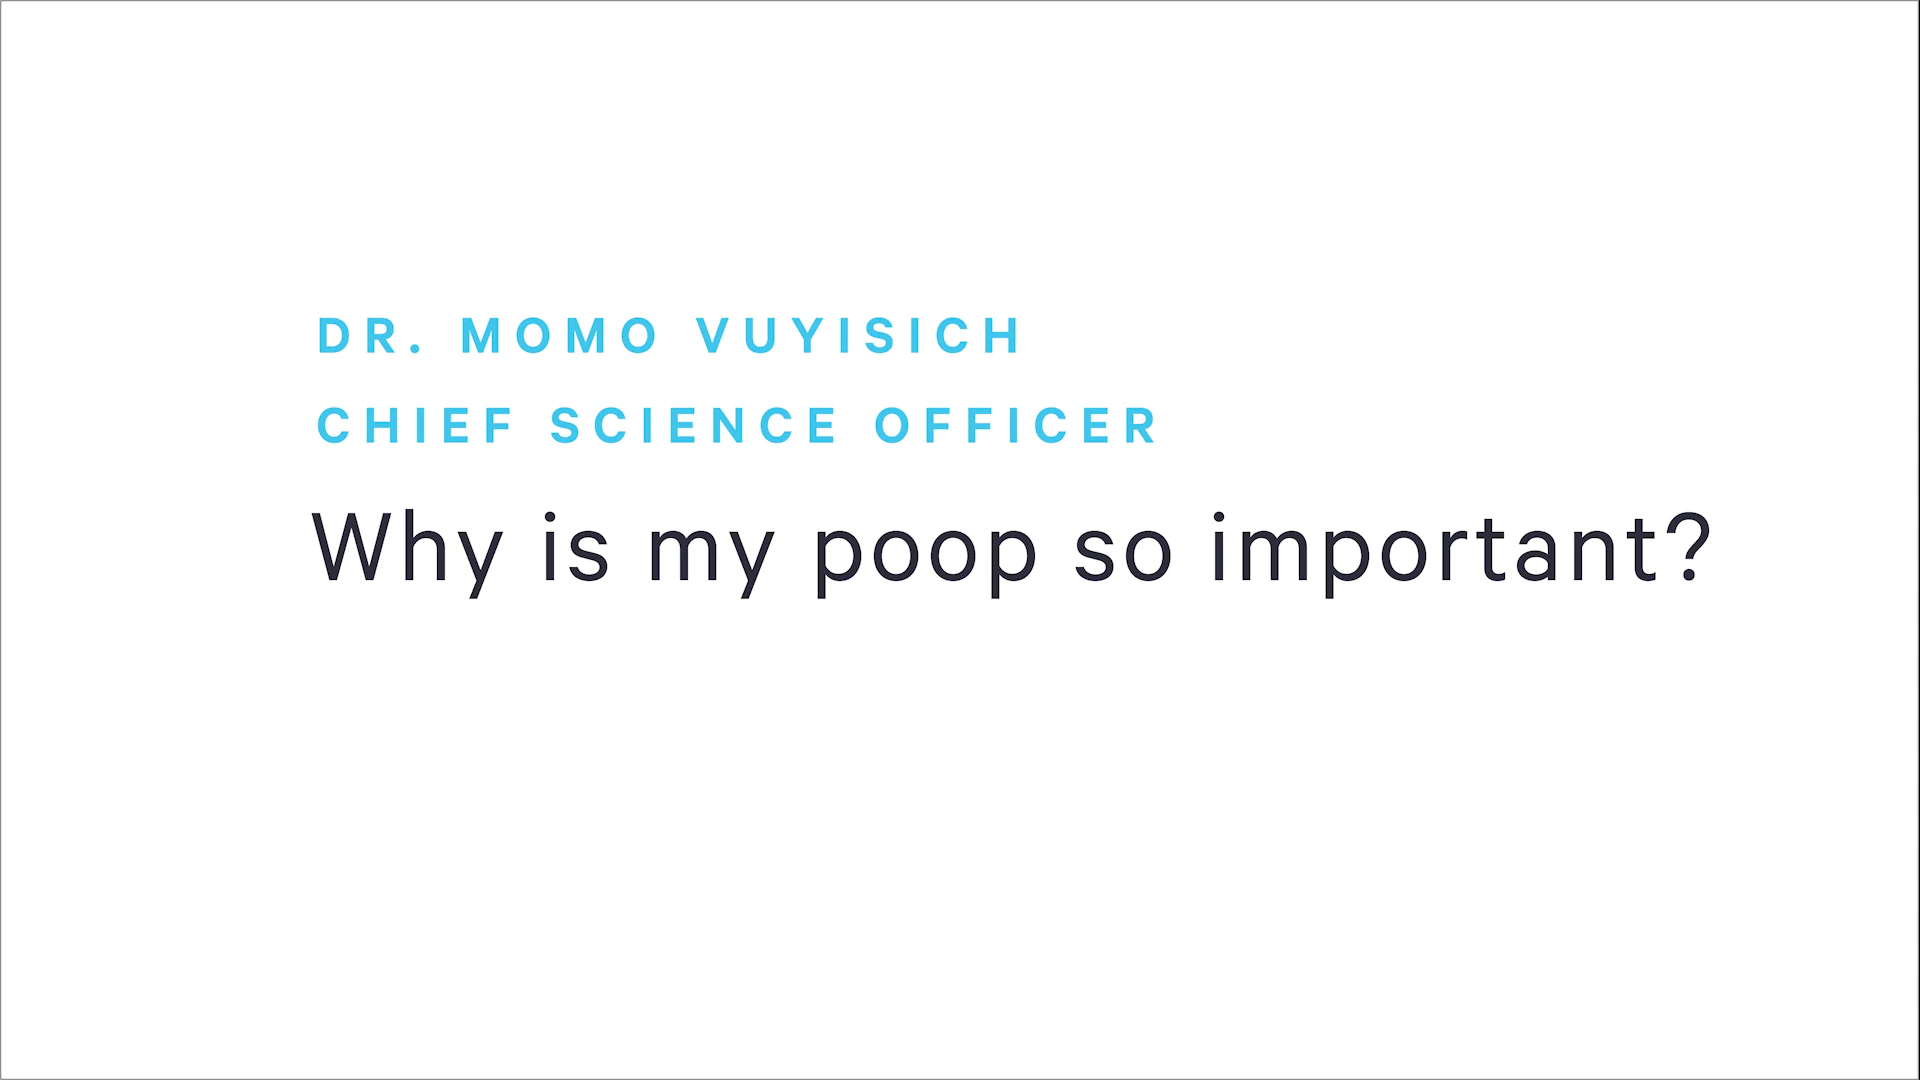 DR. MOMO VUYISICH
CHIEF SCIENCE OFFICER
Why is my poop so important?